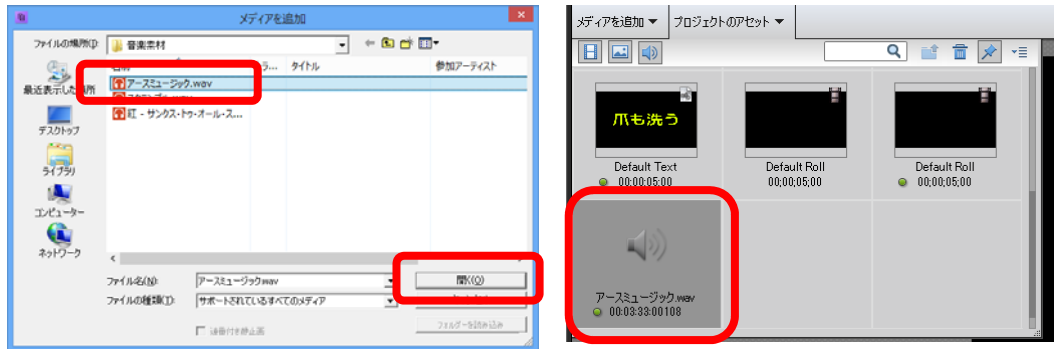 メディアを追加
ファイルの場所(I):
音楽素材
タイトル
参加アーティスト
アースミュージック.wav
紅 - サンクス・トゥ・オール・ス...
最近表示した場所
デスクトップ
ライブラリ
コンピューター
ネットワーク
ファイル名(N):
アースミュージック.wav
開く(O)
ファイルの種類(T):
サポートされているすべてのメディア
連番付き静止画
フォルダーを読み込み
メディアを追加 ▼
プロジェクトのアセット ▼
爪も洗う
Default Text
00:00:05:00
Default Roll
00;00;05;00
Default Roll
00;00;05;00
アースミュージック.wav
00:03:33:00108